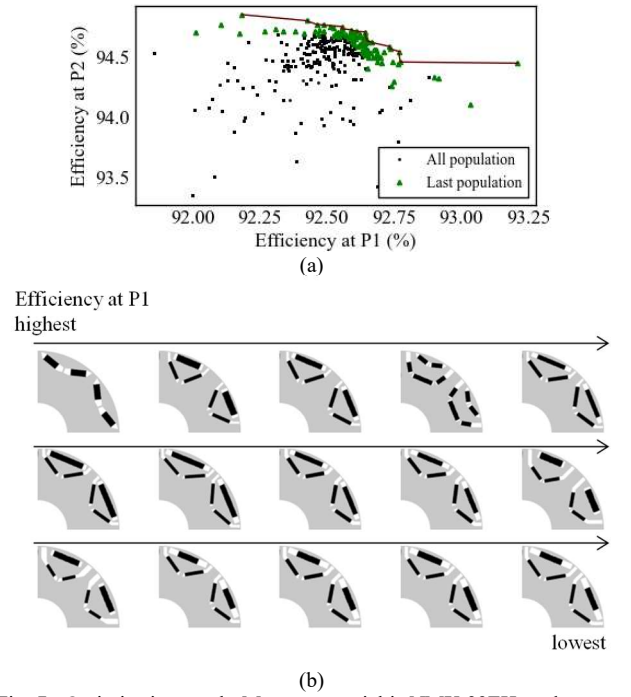 94.5
94.0
93.5
Efficiency at P2 (%)
All population
Last population
92.00 92.25 92.50 92.75 93.00 93.25
Efficiency at P1 (%)
(a)
Efficiency at P1
highest
lowest
(b)